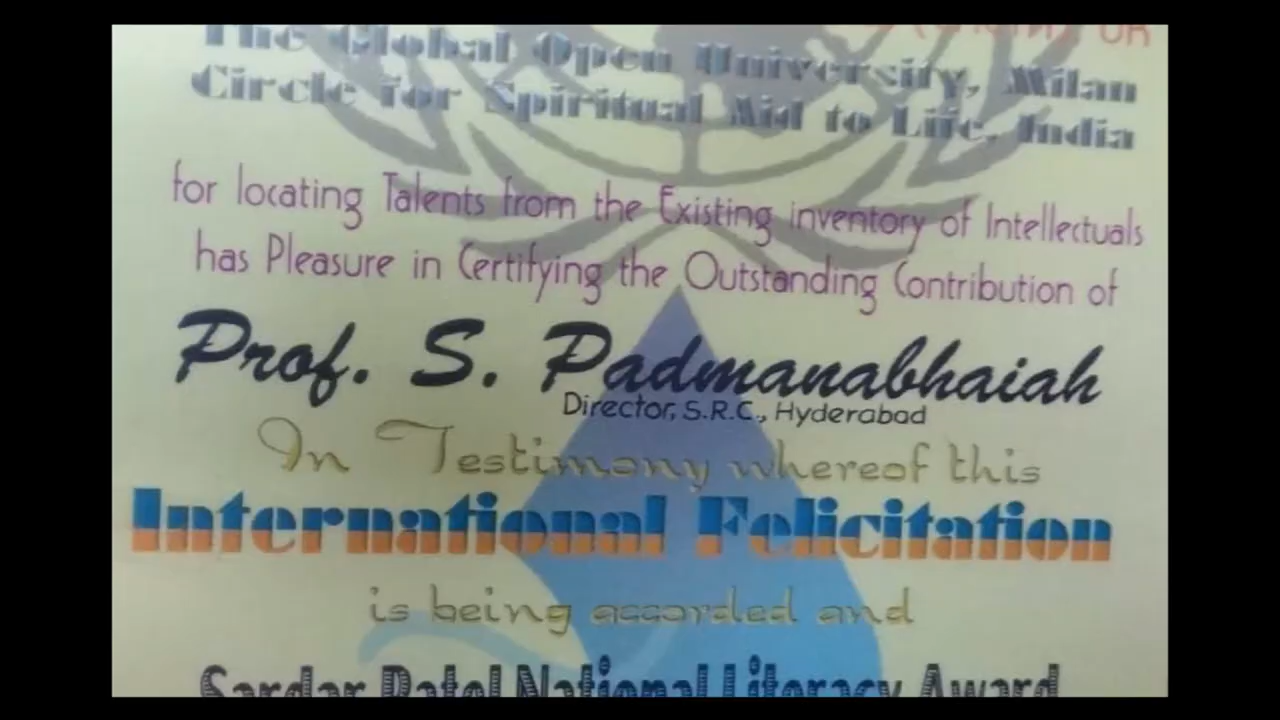 UK
The Global Open University, Milan
Circle for Spiritual Aid to Life, India
for locating Talents from the Existing inventory of Intellectuals
has Pleasure in Certifying the Outstanding Contribution of
Prof. S. Padmanabhaiah
Director, S.R.C., Hyderabad
In Testimony whereof this
International Felicitation
is being accorded and
Sardar Patel National Literacy Award